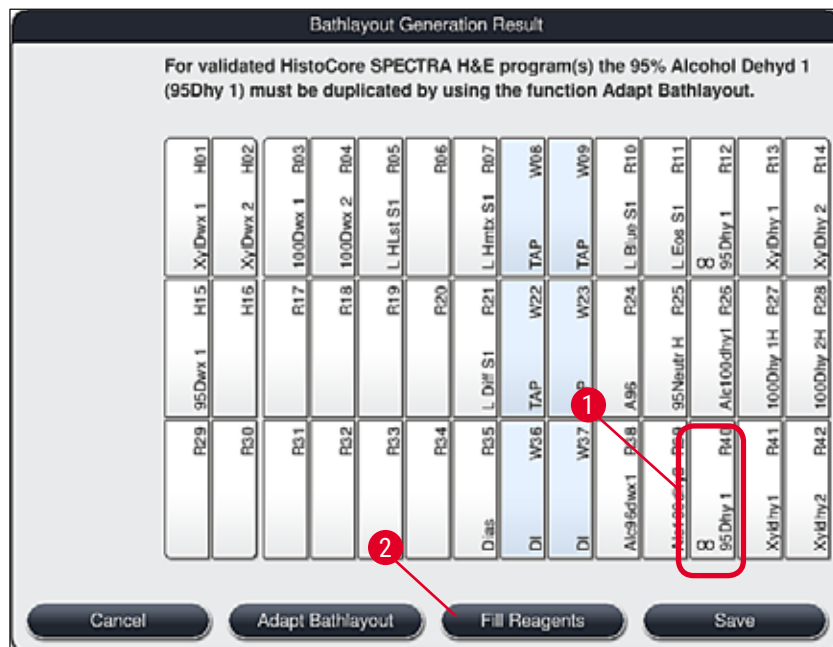 Bathlayout Generation Result
For validated HistoCore SPECTRA H&E program(s) the 95% Alcohol Dehyd 1
(95Dhy 1) must be duplicated by using the function Adapt Bathlayout.
XylDwx 1 H01
XylDwx 2 H02
100Dwx 1 R03
100Dwx 2 R04
L HLst S1 R05
R06
L Hmtx S1 R07
TAP W08
TAP W09
L Blue S1 R10
L Eos S1 R11
∞
95Dhy 1 R12
XylDhy 1 R13
XylDhy 2 R14
95Dwx 1 H15
H16
R17
R18
R19
R20
L Diff S1 R21
TAP W22
W23
A96 R24
95Neutr H R25
Alc100dhy1 R26
100Dhy 1H R27
100Dhy 2H R28
R29
R30
R31
R32
R33
R34
Dias R35
DI W36
DI W37
Alc96dwx1 R38
∞
95Dhy 1 R40
Xyldhy1 R41
Xyldhy2 R42
1
2
Cancel
Adapt Bathlayout
Fill Reagents
Save